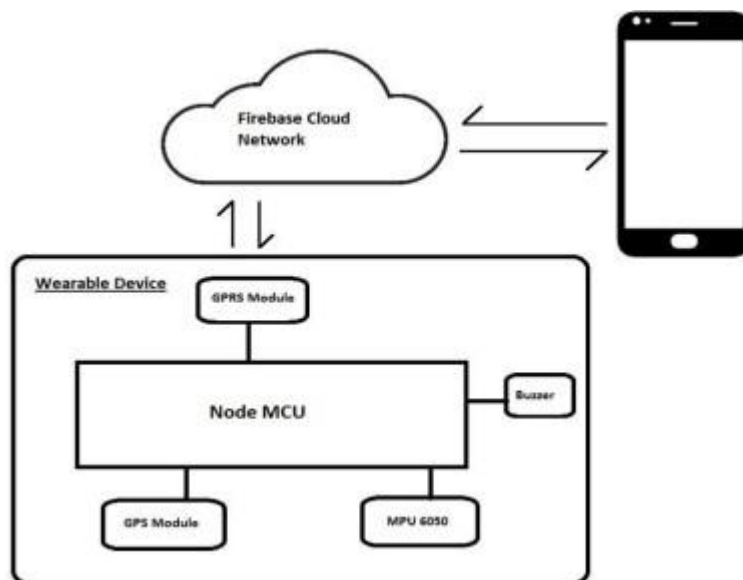 Firebase Cloud
Network
Wearable Device
GPRS Module
Node MCU
Buzzer
GPS Module
MPU 6050